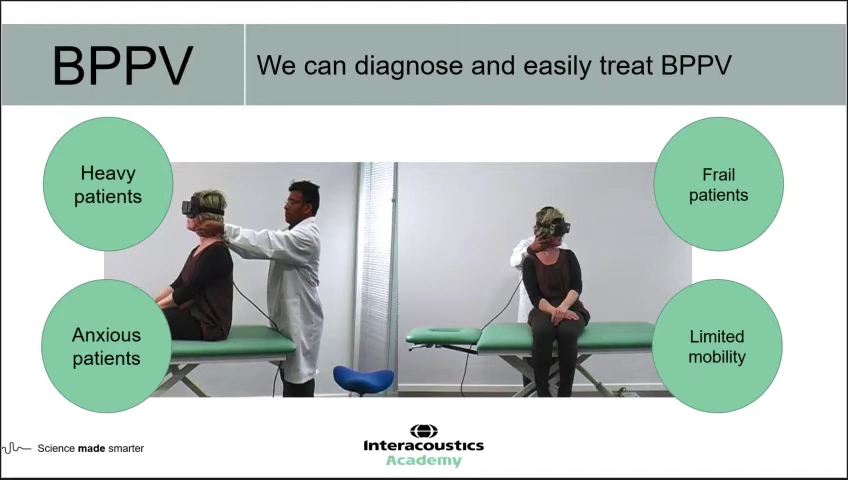 BPPV
We can diagnose and easily treat BPPV
Heavy
patients
Frail
patients
Anxious
patients
Limited
mobility
Science made smarter
Interacoustics
Academy